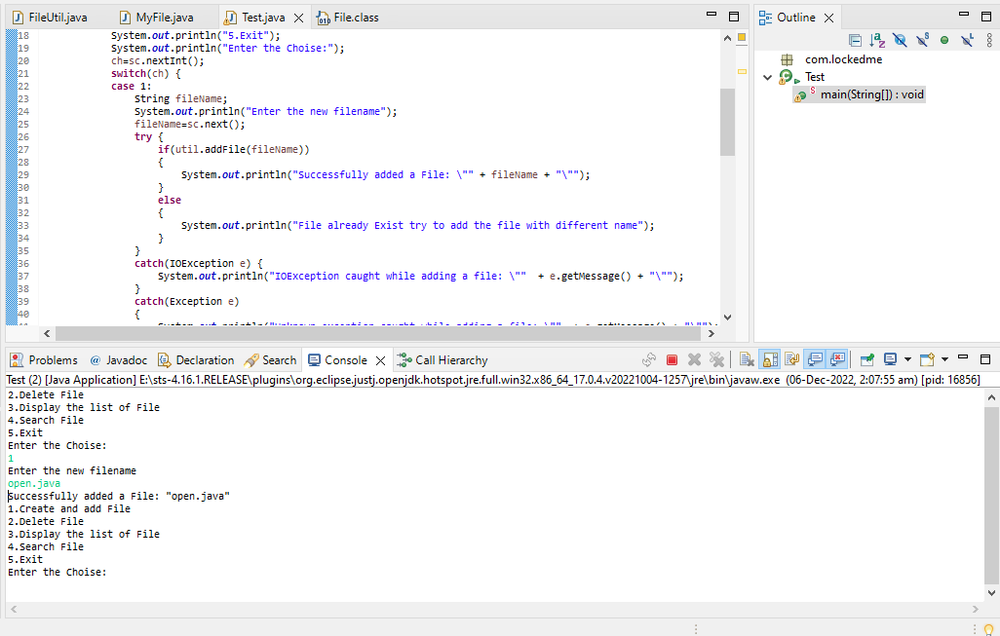 FileUtil.java MyFile.java Test.java File.class
18 System.out.println("5.Exit");
19 System.out.println("Enter the Choise:");
20 ch=sc.nextInt();
21 switch(ch) {
22 case 1:
23 String fileName;
24 System.out.println("Enter the new filename");
25 fileName=sc.next();
26 try {
27 if(util.addFile(fileName))
28 {
29 System.out.println("Successfully added a File: \"" + fileName + "\"");
30 }
31 else
32 {
33 System.out.println("File already Exist try to add the file with different name");
34 }
35 }
36 catch(IOException e) {
37 System.out.println("IOException caught while adding a file: \"" + e.getMessage() + "\"");
38 }
39 catch(Exception e)
40 {
Outline
com.lockedme
Test
main(String[]) : void
Problems @ Javadoc Declaration Search Console Call Hierarchy
Test (2) [Java Application] E:\sts-4.16.1.RELEASE\plugins\org.eclipse.justj.openjdk.hotspot.jre.full.win32.x86_64_17.0.4.v20221004-1257\jre\bin\javaw.exe (06-Dec-2022, 2:07:55 am) [pid: 16856]
2.Delete File
3.Display the list of File
4.Search File
5.Exit
Enter the Choise:
1
Enter the new filename
open.java
Successfully added a File: "open.java"
1.Create and add File
2.Delete File
3.Display the list of File
4.Search File
5.Exit
Enter the Choise: